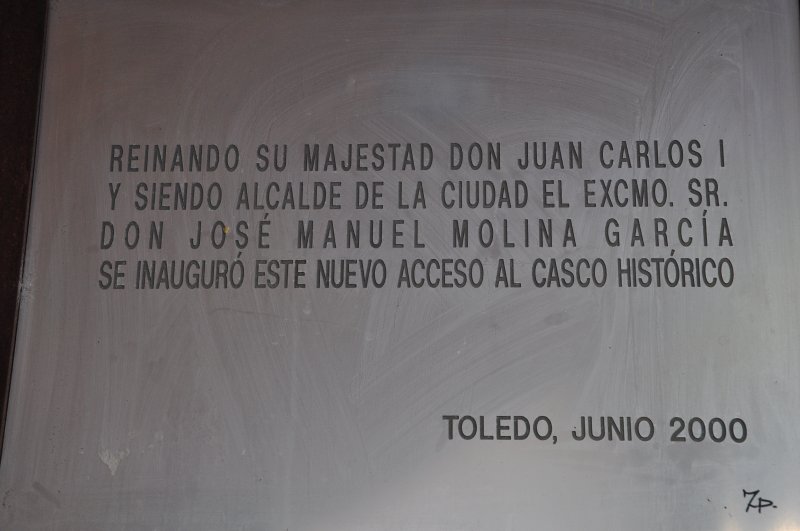 REINANDO SU MAJESTAD DON JUAN CARLOS I
Y SIENDO ALCALDE DE LA CIUDAD EL EXCMO. SR.
DON JOSÉ MANUEL MOLINA GARCÍA
SE INAUGURÓ ESTE NUEVO ACCESO AL CASCO HISTÓRICO
TOLEDO, JUNIO 2000